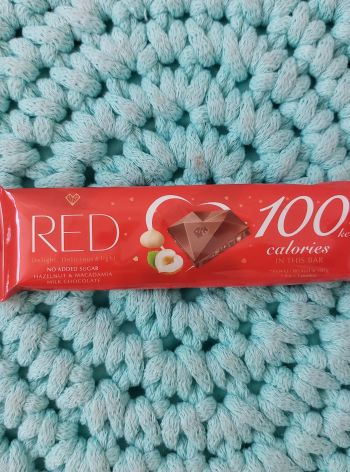 RED
Delight. Delicious & light
NO ADDED SUGAR
HAZELNUT & MACADAMIA
MILK CHOCOLATE
100
calories
IN THIS BAR